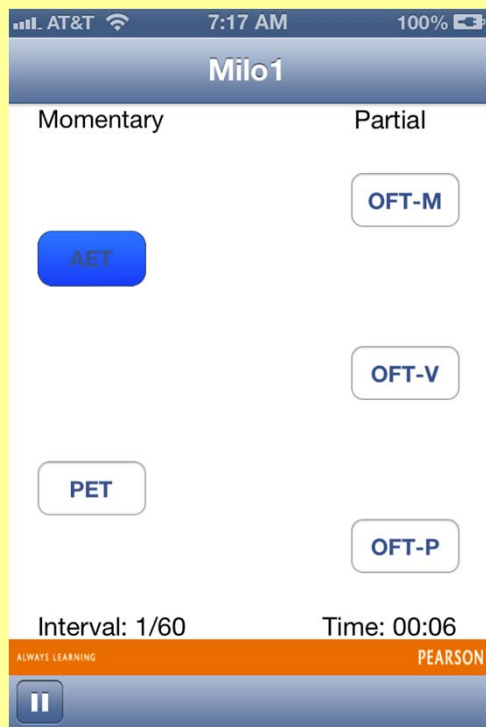 AT&T 7:17 AM 100%
Milo1
Momentary Partial
OFT-M
AET
OFT-V
PET
OFT-P
Interval: 1/60 Time: 00:06
ALWAYS LEARNING PEARSON